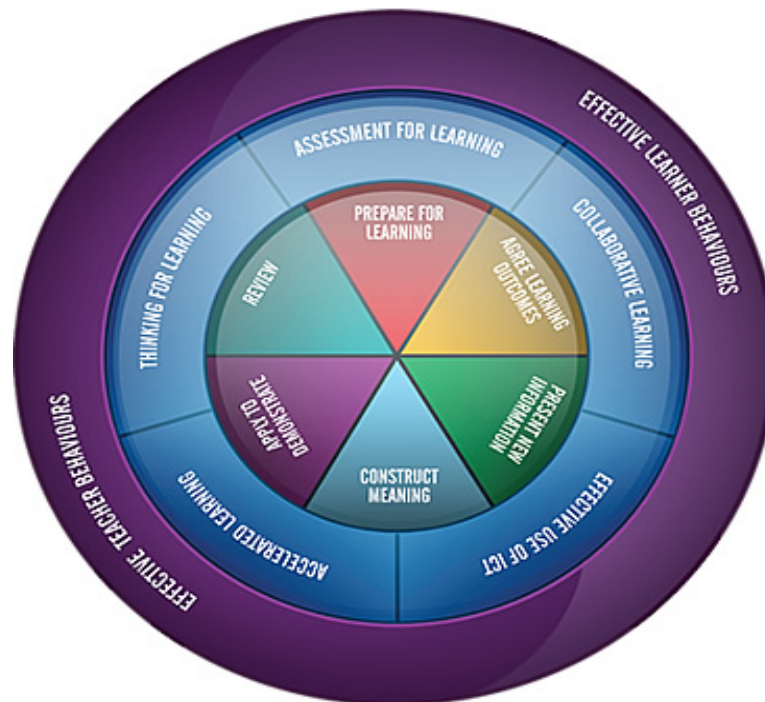 EFFECTIVE LEARNER BEHAVIOURS
EFFECTIVE TEACHER BEHAVIOURS
ASSESSMENT FOR LEARNING
COLLABORATIVE LEARNING
EFFECTIVE USE OF ICT
ACCELERATED LEARNING
THINKING FOR LEARNING
PREPARE FOR
LEARNING
AGREE LEARNING
OUTCOMES
PRESENT NEW
INFORMATION
CONSTRUCT
MEANING
APPLY TO
DEMONSTRATE
REVIEW